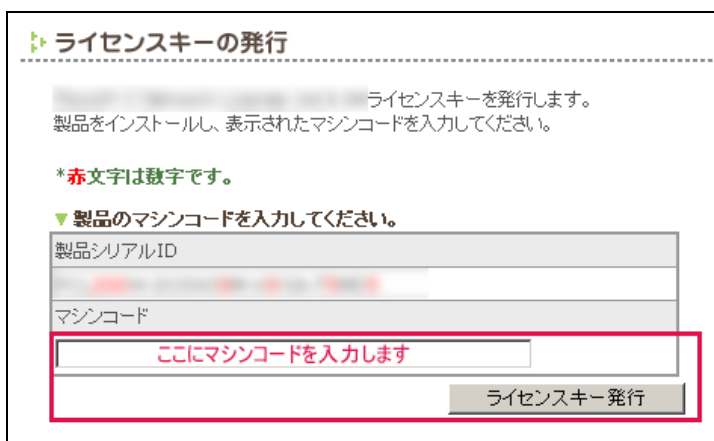 ライセンスキーの発行
ライセンスキーを発行します。
製品をインストールし、表示されたマシンコードを入力してください。
*赤文字は数字です。
▼製品のマシンコードを入力してください。
製品シリアルID
マシンコード
ここにマシンコードを入力します
ライセンスキー発行